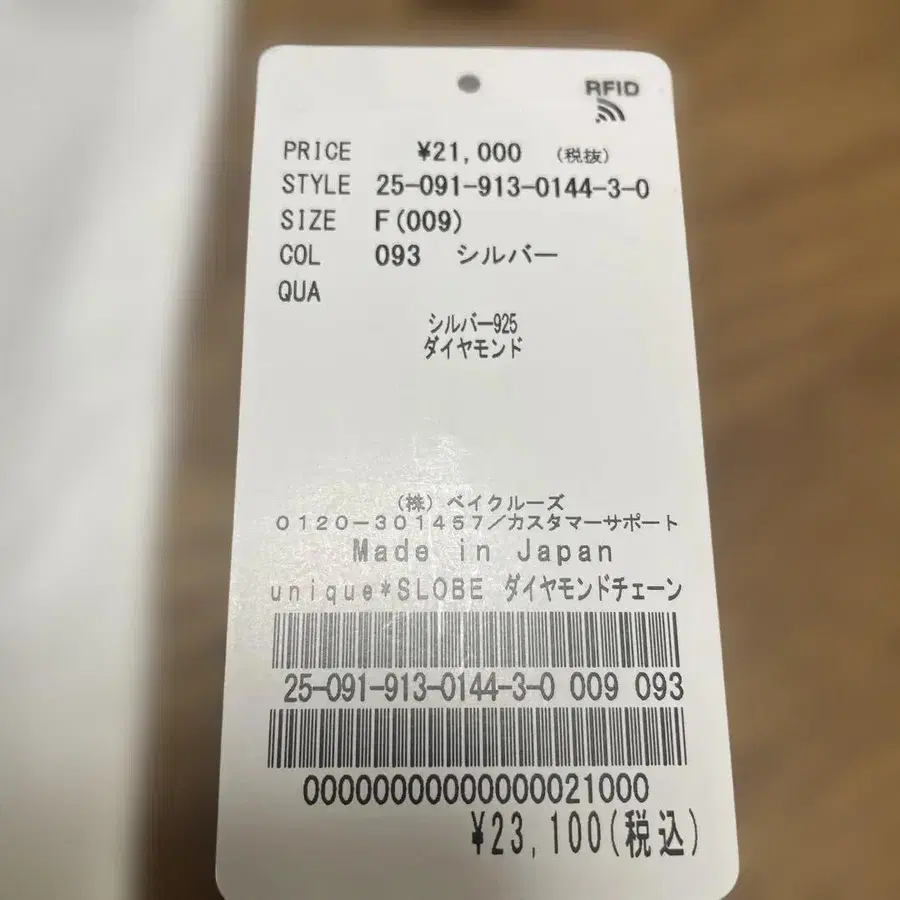 RFID
PRICE ¥21,000 (税抜)
STYLE 25-091-913-0144-3-0
SIZE F(009)
COL 093 シルバー
QUA
シルバー925
ダイヤモンド
(株) ベイクルーズ
0120-301457/カスタマーサポート
Made in Japan
unique*SLOBE ダイヤモンドチェーン
25-091-913-0144-3-0 009 093
00000000000000021000
¥23,100(税込)